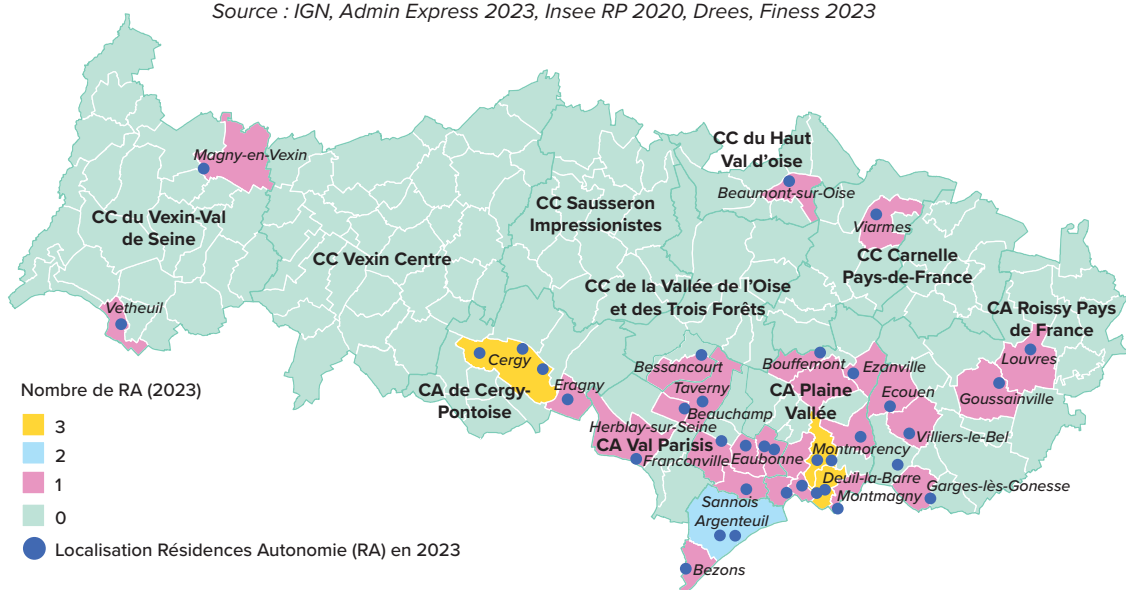 Source : IGN, Admin Express 2023, Insee RP 2020, Drees, Finess 2023
CC du Haut
Val d'oise
Magny-en-Vexin
Beaumont-sur-Oise
CC du Vexin-Val
de Seine
CC Sausseron
Impressionistes
Viarmes
CC Vexin Centre
CC Carnelle
Pays-de-France
CC de la Vallée de l'Oise
et des Trois Forêts
Vetheuil
CA Roissy Pays
de France
Louvres
Cergy
Bessancourt
Bouffemont
Ezanville
CA de Cergy-
Pontoise
Eragny
Taverny
CA Plaine
Vallée
Ecouen
Goussainville
Beauchamp
Herblay-sur-Seine
Villiers-le-Bel
CA Val Parisis
Montmorency
Franconville
Eaubonne
Deuil-la-Barre
Garges-lès-Gonesse
Montmagny
Sannois
Argenteuil
Bezons
Nombre de RA (2023)
3
2
1
0
Localisation Résidences Autonomie (RA) en 2023